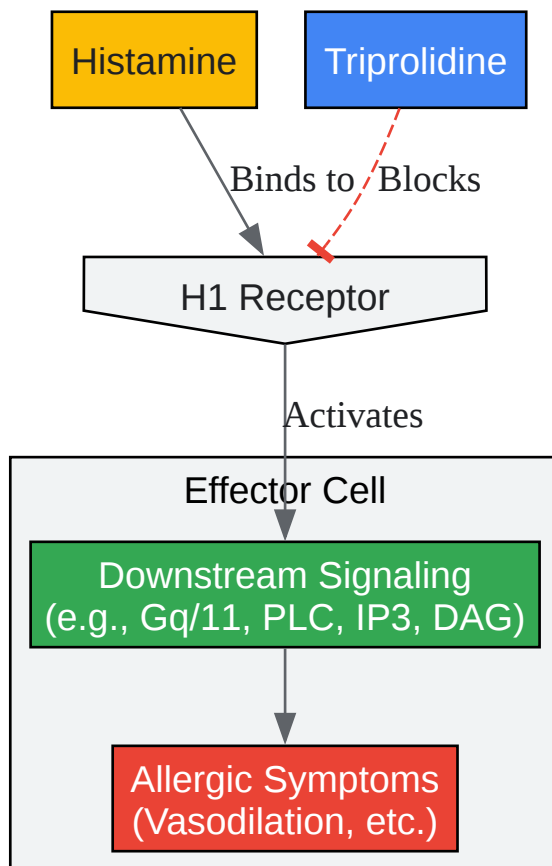 Histamine
Triprolidine
Binds to
Blocks
H1 Receptor
Activates
Effector Cell
Downstream Signaling
(e.g., Gq/11, PLC, IP3, DAG)
Allergic Symptoms
(Vasodilation, etc.)